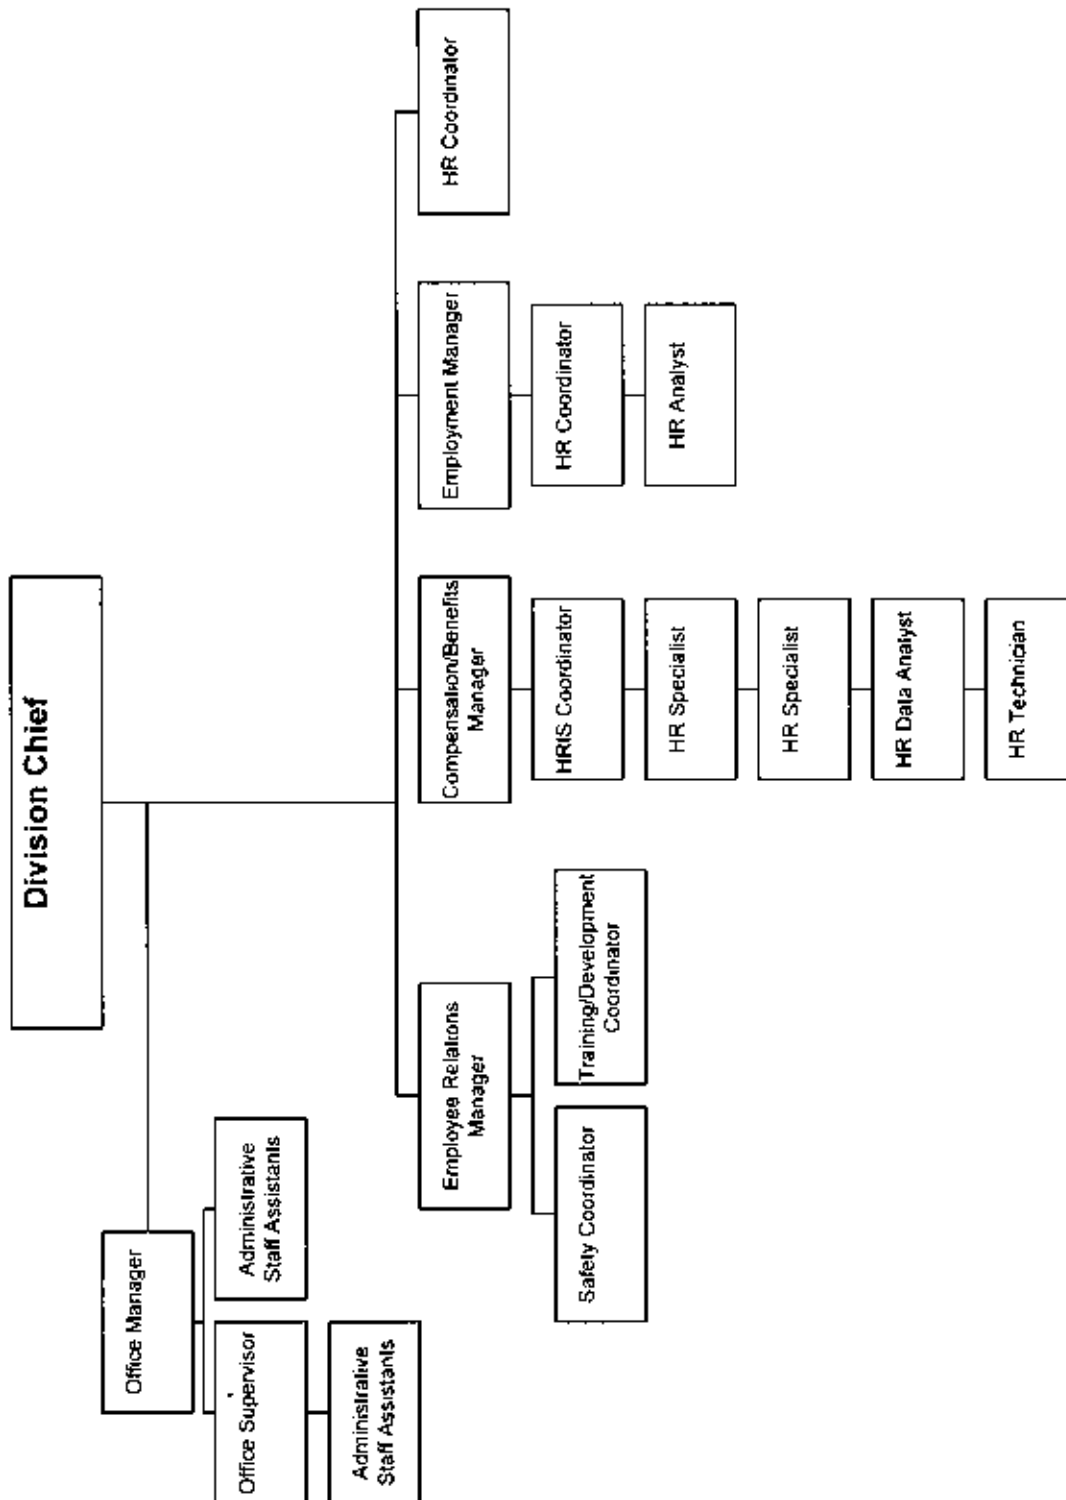 Division Chief
Office Manager
Office Supervisor
Administrative
Staff Assistants
Administrative
Staff Assistants
Employee Relations
Manager
Compensation/Benefits
Manager
Employment Manager
HR Coordinator
Safety Coordinator
Training/Development
Coordinator
HRIS Coordinator
HR Specialist
HR Specialist
HR Data Analyst
HR Technician
HR Coordinator
HR Analyst